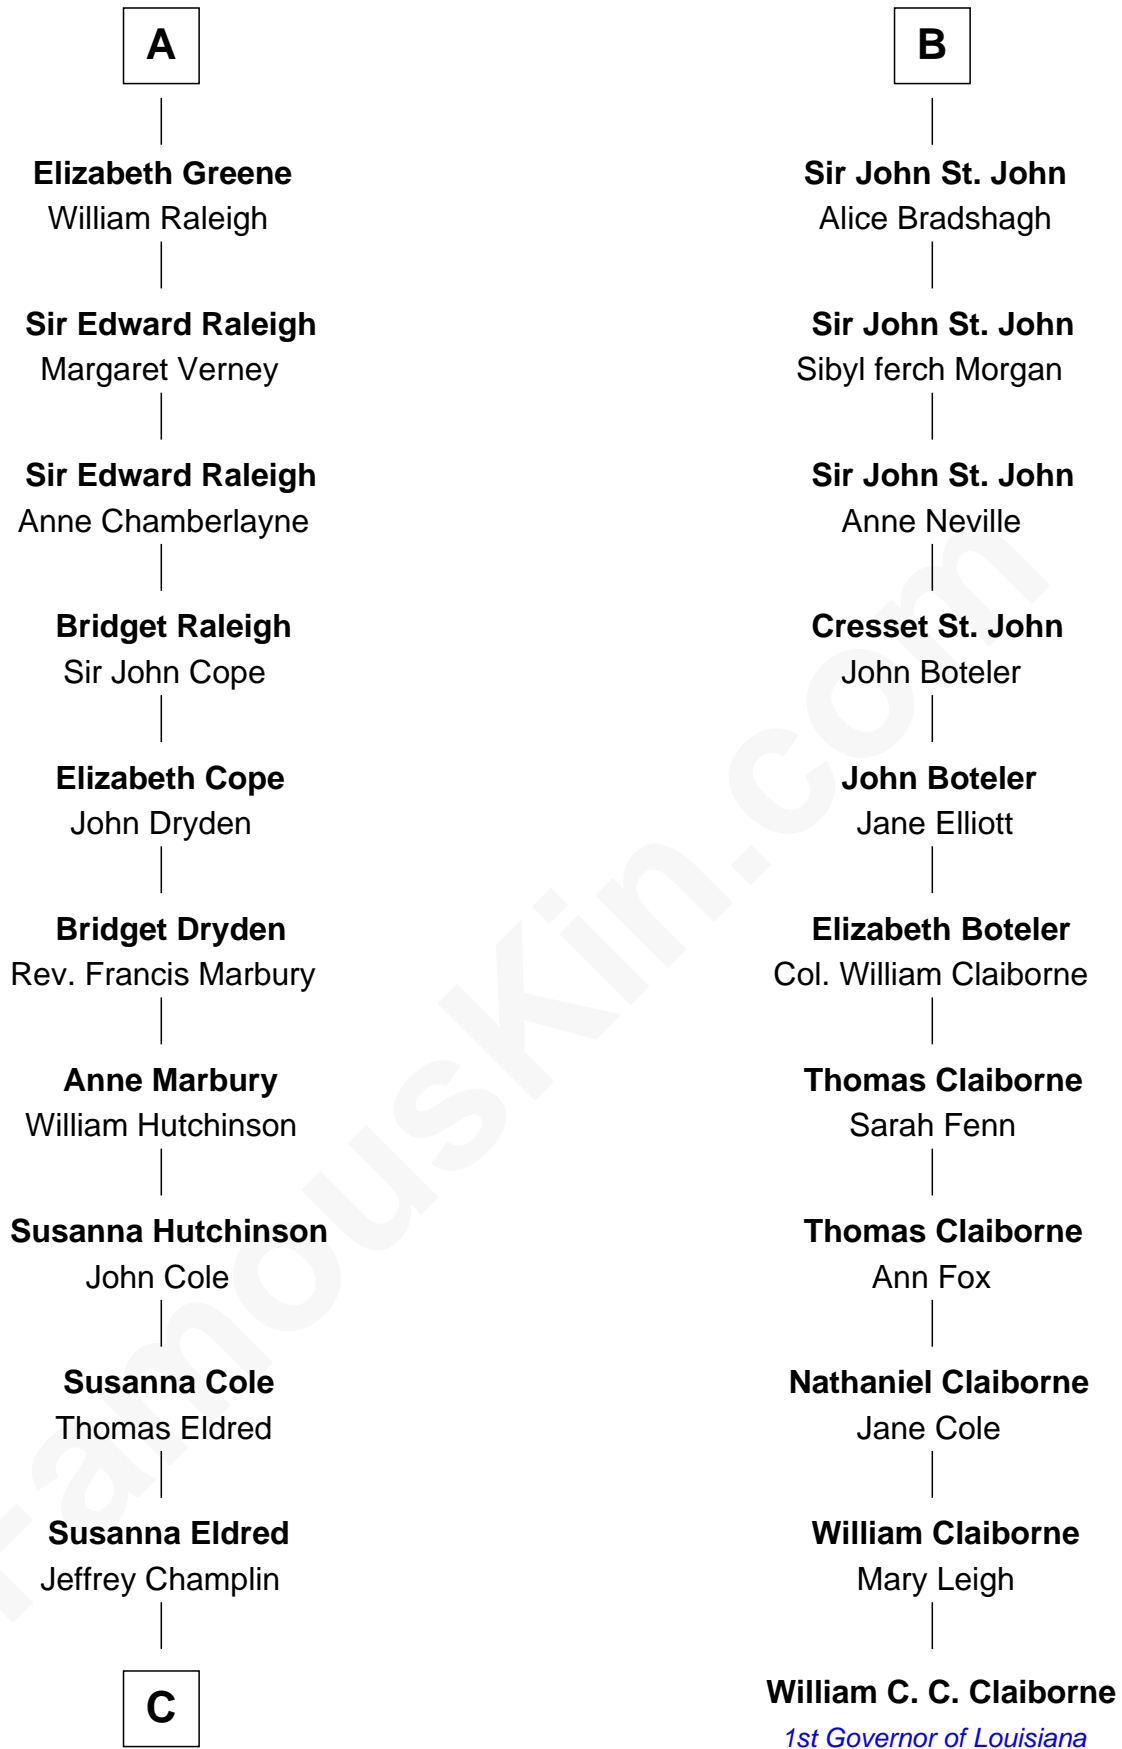 A
Elizabeth Greene
William Raleigh
Sir Edward Raleigh
Margaret Verney
Sir Edward Raleigh
Anne Chamberlayne
Bridget Raleigh
Sir John Cope
Elizabeth Cope
John Dryden
Bridget Dryden
Rev. Francis Marbury
Anne Marbury
William Hutchinson
Susanna Hutchinson
John Cole
Susanna Cole
Thomas Eldred
Susanna Eldred
Jeffrey Champlin
C
B
Sir John St. John
Alice Bradshagh
Sir John St. John
Sibyl ferch Morgan
Sir John St. John
Anne Neville
Cresset St. John
John Boteler
John Boteler
Jane Elliott
Elizabeth Boteler
Col. William Claiborne
Thomas Claiborne
Sarah Fenn
Thomas Claiborne
Ann Fox
Nathaniel Claiborne
Jane Cole
William Claiborne
Mary Leigh
William C. C. Claiborne
1st Governor of Louisiana
FamousKin.com